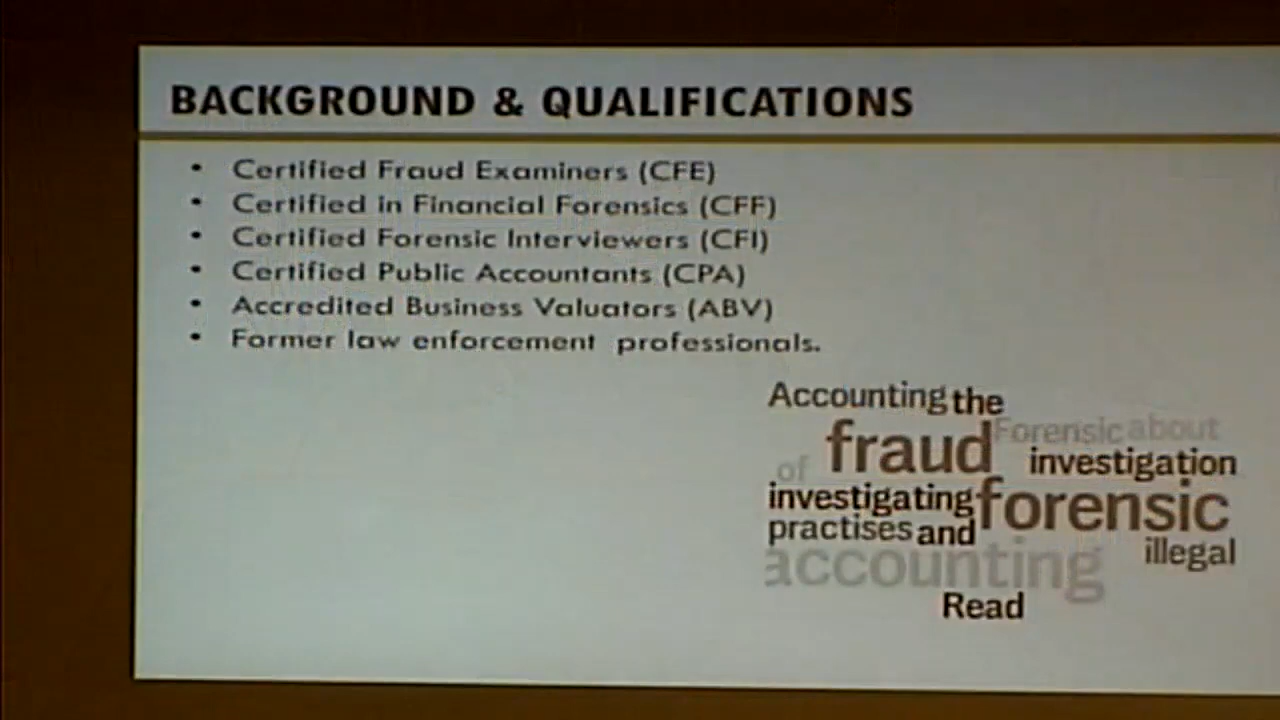 BACKGROUND & QUALIFICATIONS
• Certified Fraud Examiners (CFE)
• Certified in Financial Forensics (CFF)
• Certified Forensic Interviewers (CFI)
• Certified Public Accountants (CPA)
• Accredited Business Valuators (ABV)
• Former law enforcement professionals.
Accounting the
fraud Forensic about
of investigation
investigating forensic
practises and
illegal
accounting
Read